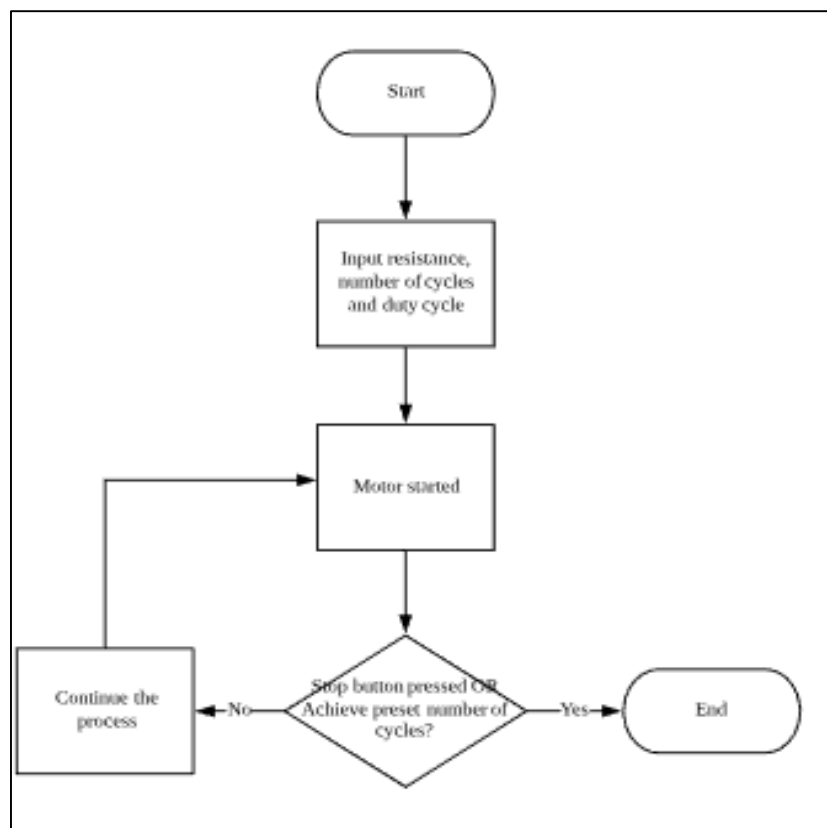 Start
Input resistance,
number of cycles
and duty cycle
Motor started
Stop button pressed OR
Achieve preset number of
cycles?
No
Continue the
process
Yes
End